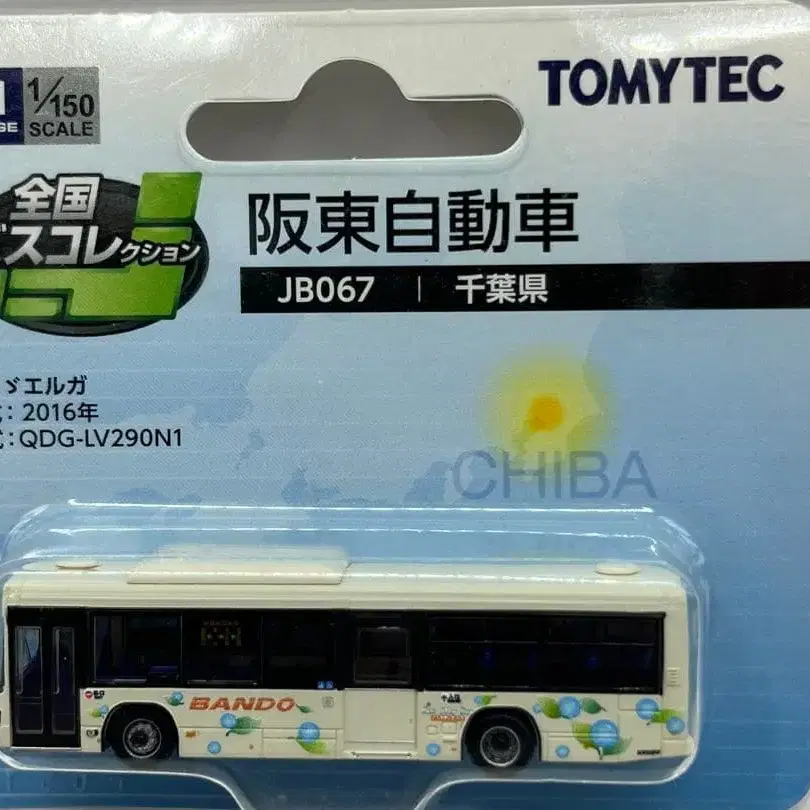 1/150
SCALE
TOMYTEC
全国
バスコレクション
阪東自動車
JB067 | 千葉県
エルガ
: 2016年
: QDG-LV290N1
CHIBA
BANDO